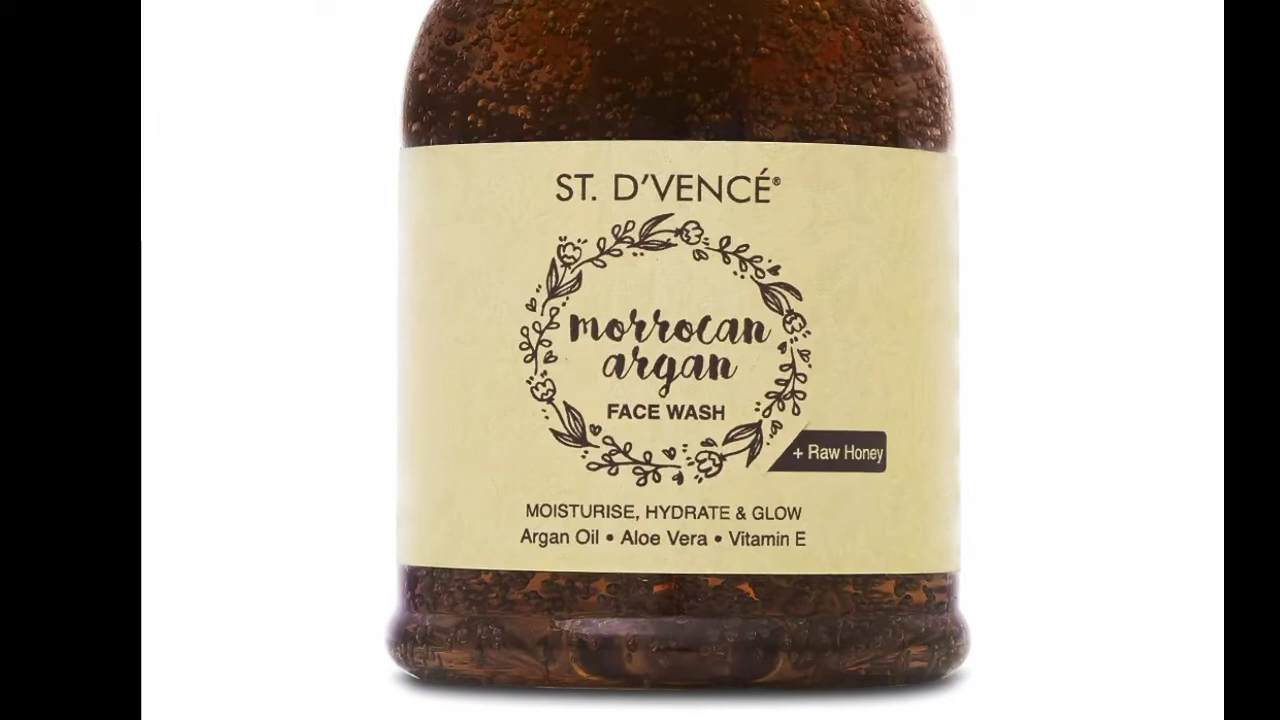 ST. D'VENCÉ®
morrocan
argan
FACE WASH
+ Raw Honey
MOISTURISE, HYDRATE & GLOW
Argan Oil • Aloe Vera • Vitamin E